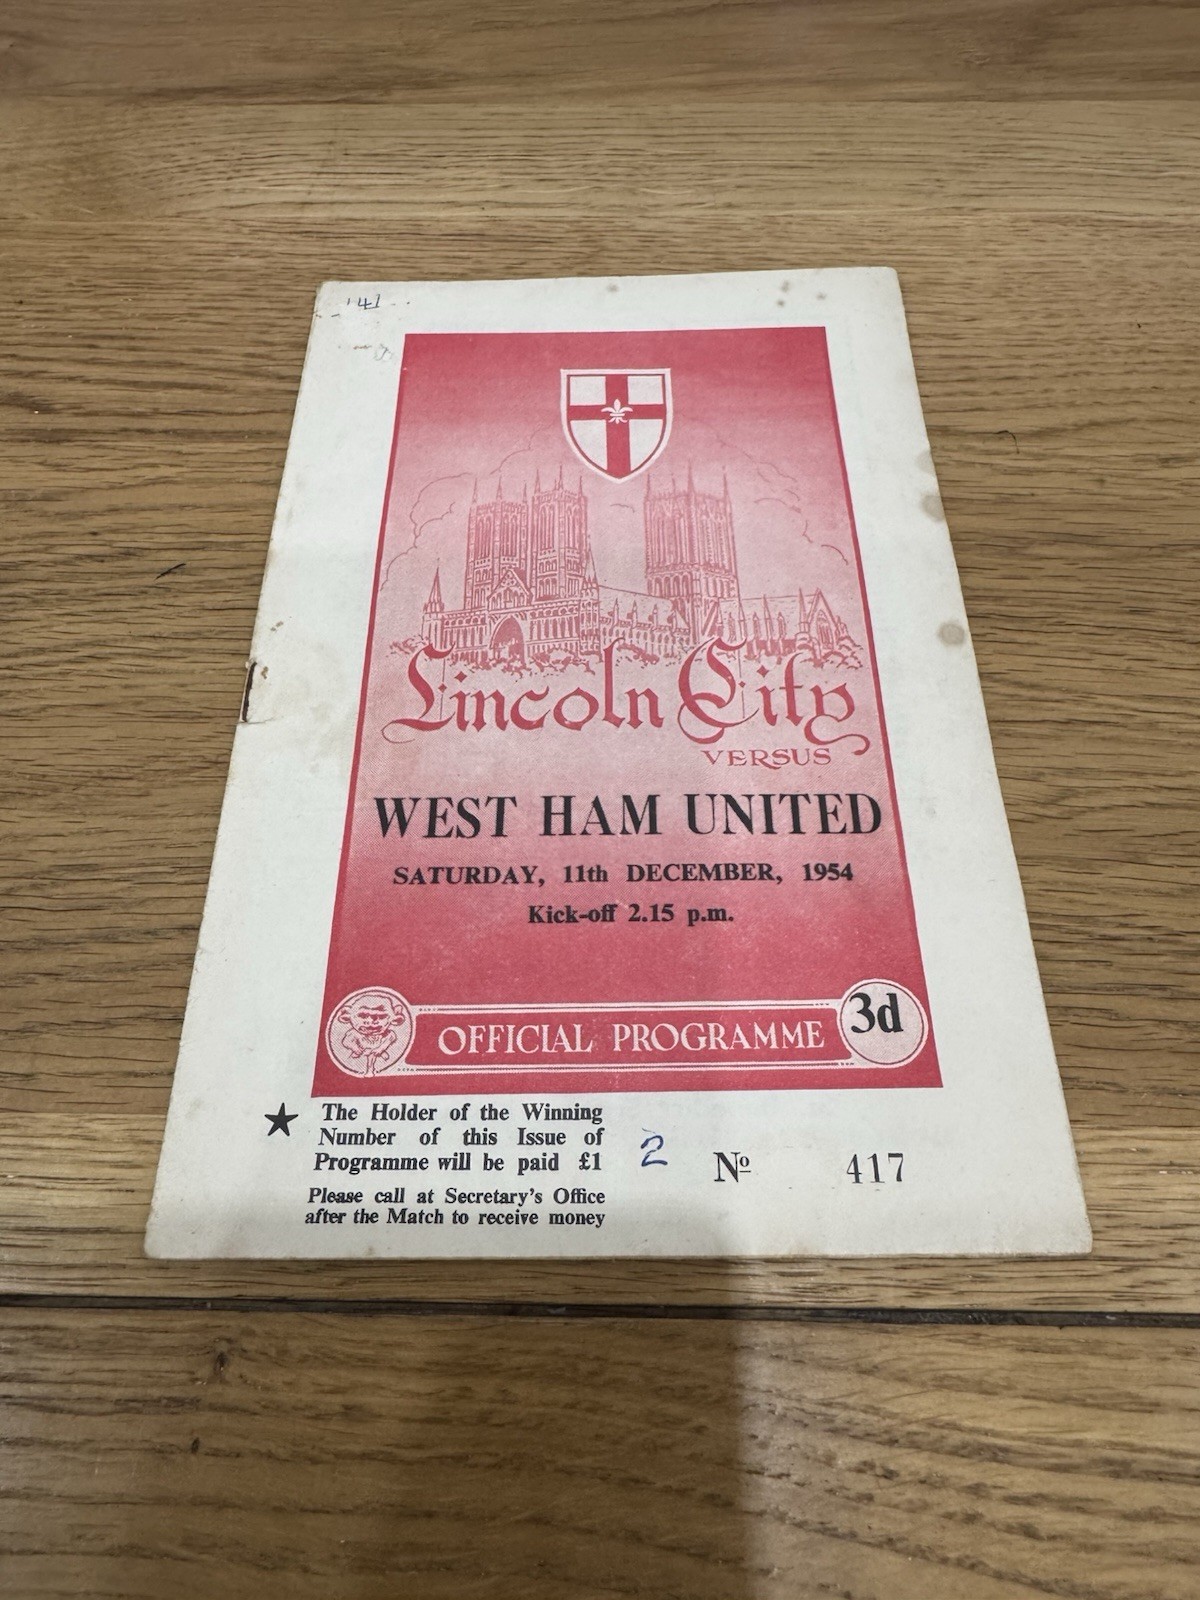 41
Lincoln City
VERSUS
WEST HAM UNITED
SATURDAY, 11th DECEMBER, 1954
Kick-off 2.15 p.m.
OFFICIAL PROGRAMME
3d
★ The Holder of the Winning
Number of this Issue of
Programme will be paid £1
Please call at Secretary's Office
after the Match to receive money
2
Nº 417